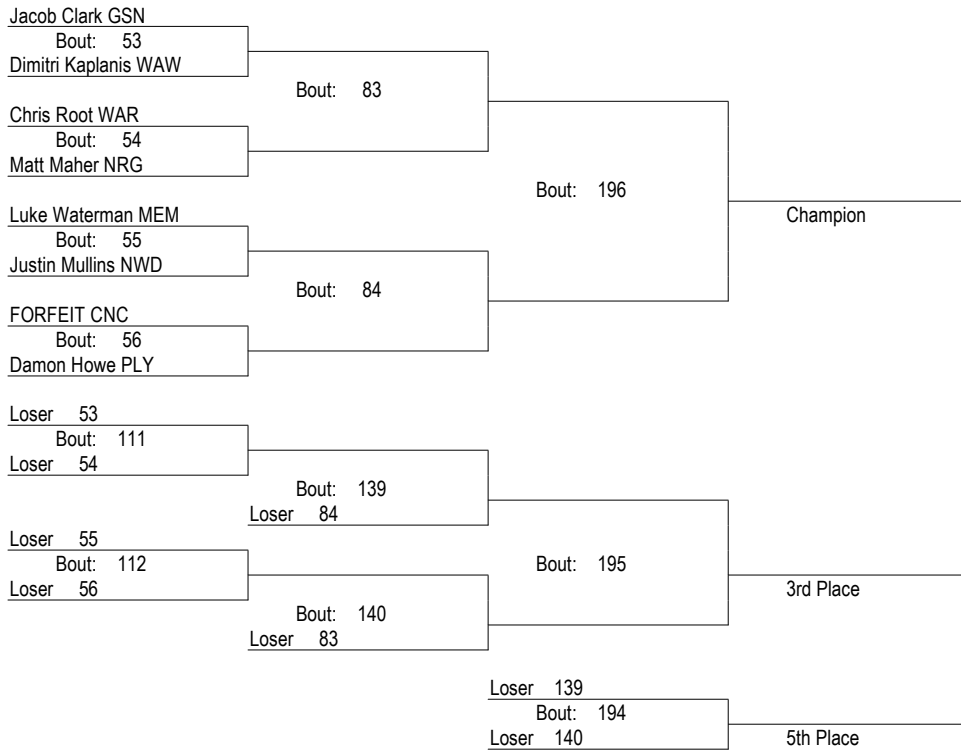 Jacob Clark GSN
Bout: 53
Dimitri Kaplanis WAW
Bout: 83
Chris Root WAR
Bout: 54
Matt Maher NRG
Bout: 196
Champion
Luke Waterman MEM
Bout: 55
Justin Mullins NWD
Bout: 84
FORFEIT CNC
Bout: 56
Damon Howe PLY
Loser 53
Bout: 111
Loser 54
Bout: 139
Loser 84
Loser 55
Bout: 112
Loser 56
Bout: 195
3rd Place
Bout: 140
Loser 83
Loser 139
Bout: 194
Loser 140
5th Place